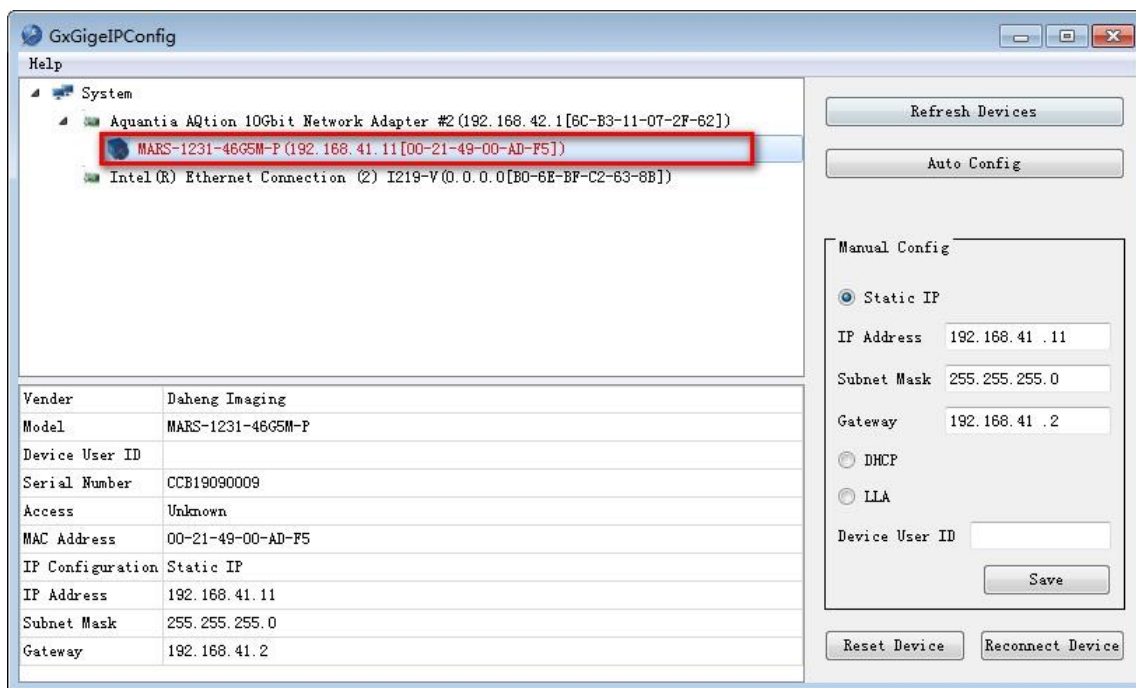 GxGigeIPConfig
Help
System
Aquantia AQtion 10Gbit Network Adapter #2(192.168.42.1[6C-B3-11-07-2F-62])
MARS-1231-46G5M-P(192.168.41.11[00-21-49-00-AD-F5])
Intel(R) Ethernet Connection (2) I219-V(0.0.0.0[B0-6E-BF-C2-63-8B])
Refresh Devices
Auto Config
Manual Config
Static IP
IP Address 192.168.41 .11
Subnet Mask 255.255.255.0
Gateway 192.168.41 .2
DHCP
LLA
Device User ID
Save
Reset Device Reconnect Device
Vender Daheng Imaging
Model MARS-1231-46G5M-P
Device User ID
Serial Number CCB19090009
Access Unknown
MAC Address 00-21-49-00-AD-F5
IP Configuration Static IP
IP Address 192.168.41.11
Subnet Mask 255.255.255.0
Gateway 192.168.41.2